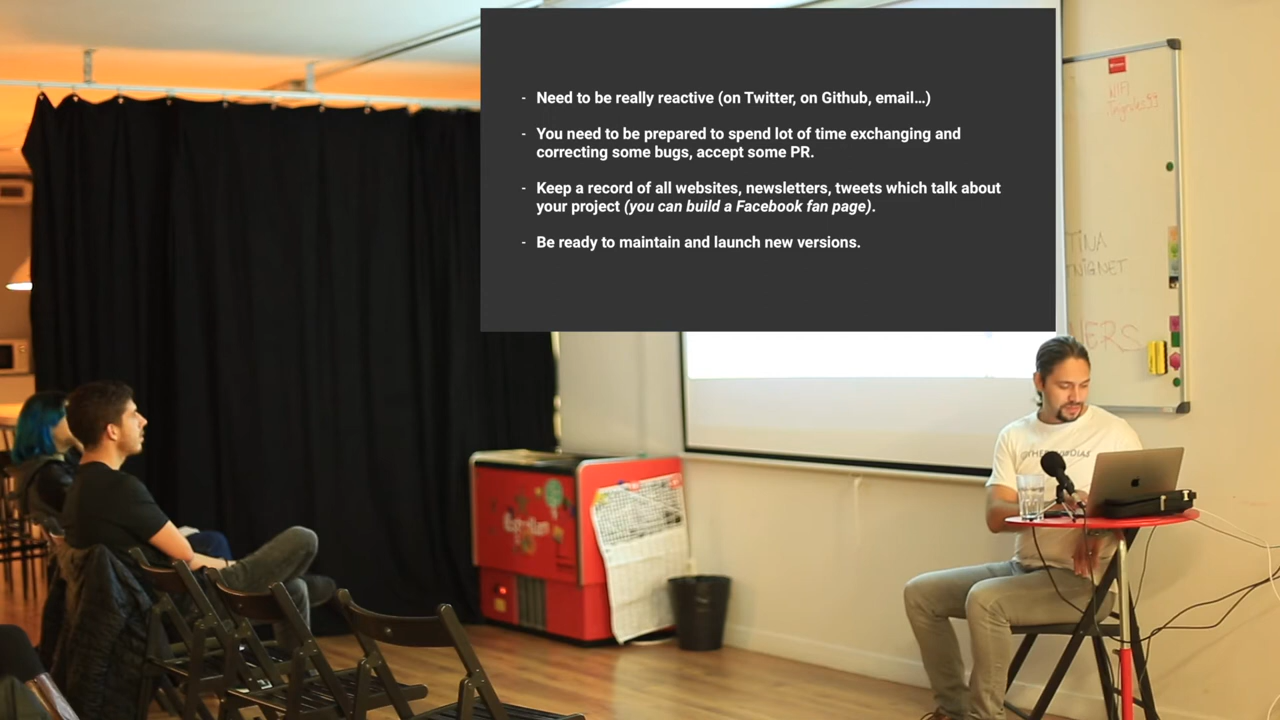 - Need to be really reactive (on Twitter, on Github, email…)
- You need to be prepared to spend lot of time exchanging and
correcting some bugs, accept some PR.
- Keep a record of all websites, newsletters, tweets which talk about
your project (you can build a Facebook fan page).
- Be ready to maintain and launch new versions.
WIFI
TINA